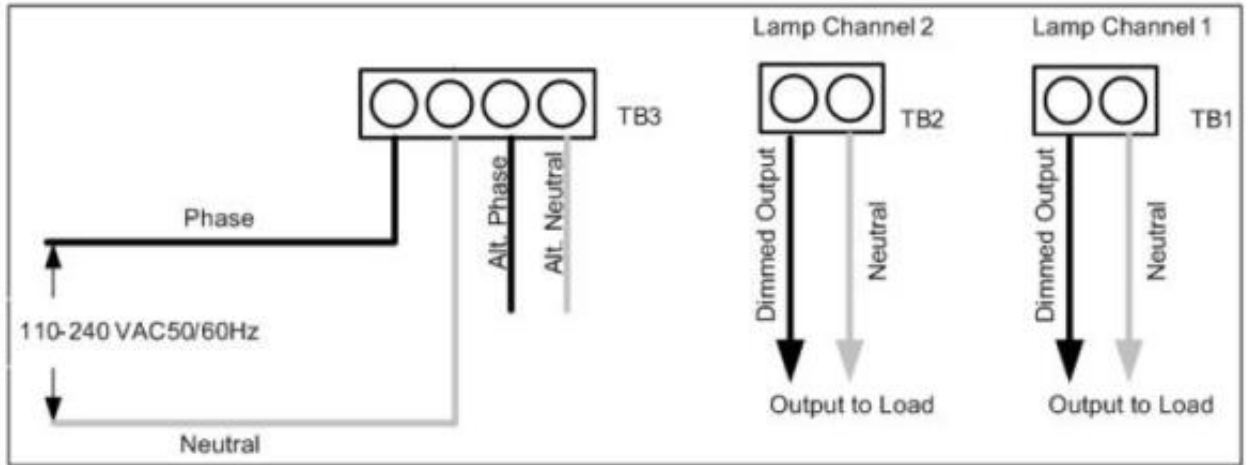 Lamp Channel 2
Lamp Channel 1
TB3
TB2
TB1
Phase
Alt. Phase
Alt. Neutral
Dimmed Output
Neutral
Dimmed Output
Neutral
110-240 VAC50/60Hz
Output to Load
Output to Load
Neutral